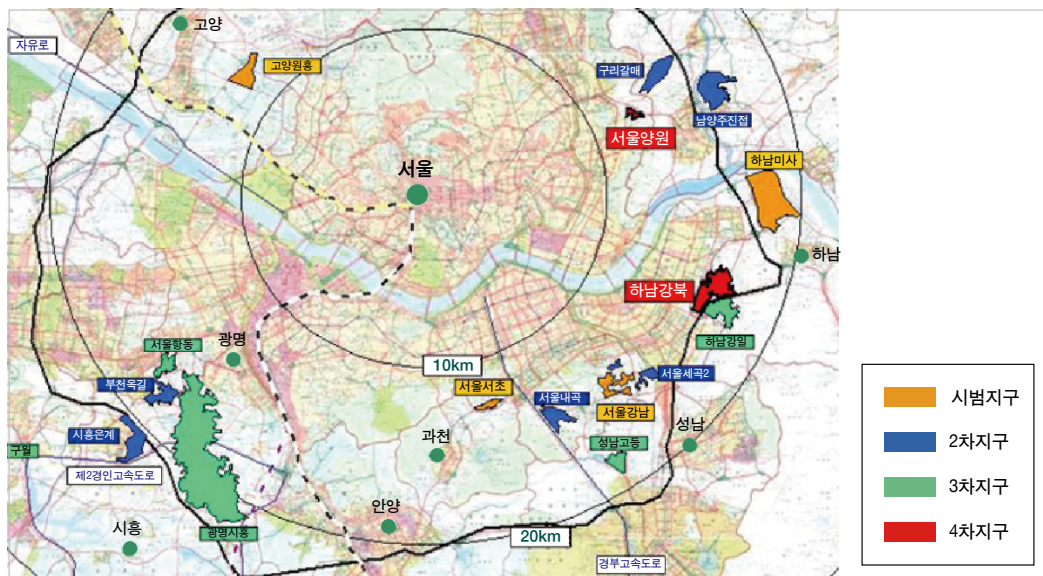 고양
자유로
고양원흥
구리갈매
남양주진접
서울양원
하남미사
서울
하남
하남강북
하남강일
광명
서울항동
10km
서울세곡2
부천옥길
서울서초
서울내곡
서울강남
시흥은계
과천
성남고등
성남
구월
제2경인고속도로
안양
시흥
광명시흥
20km
경부고속도로
시범지구
2차지구
3차지구
4차지구